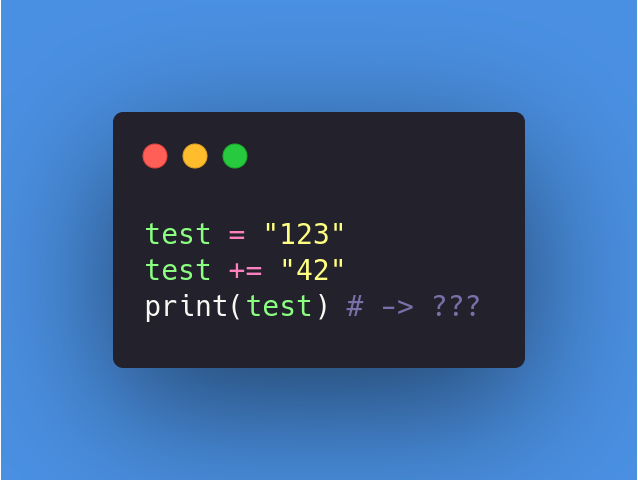 test = "123"
test += "42"
print(test) # -> ???